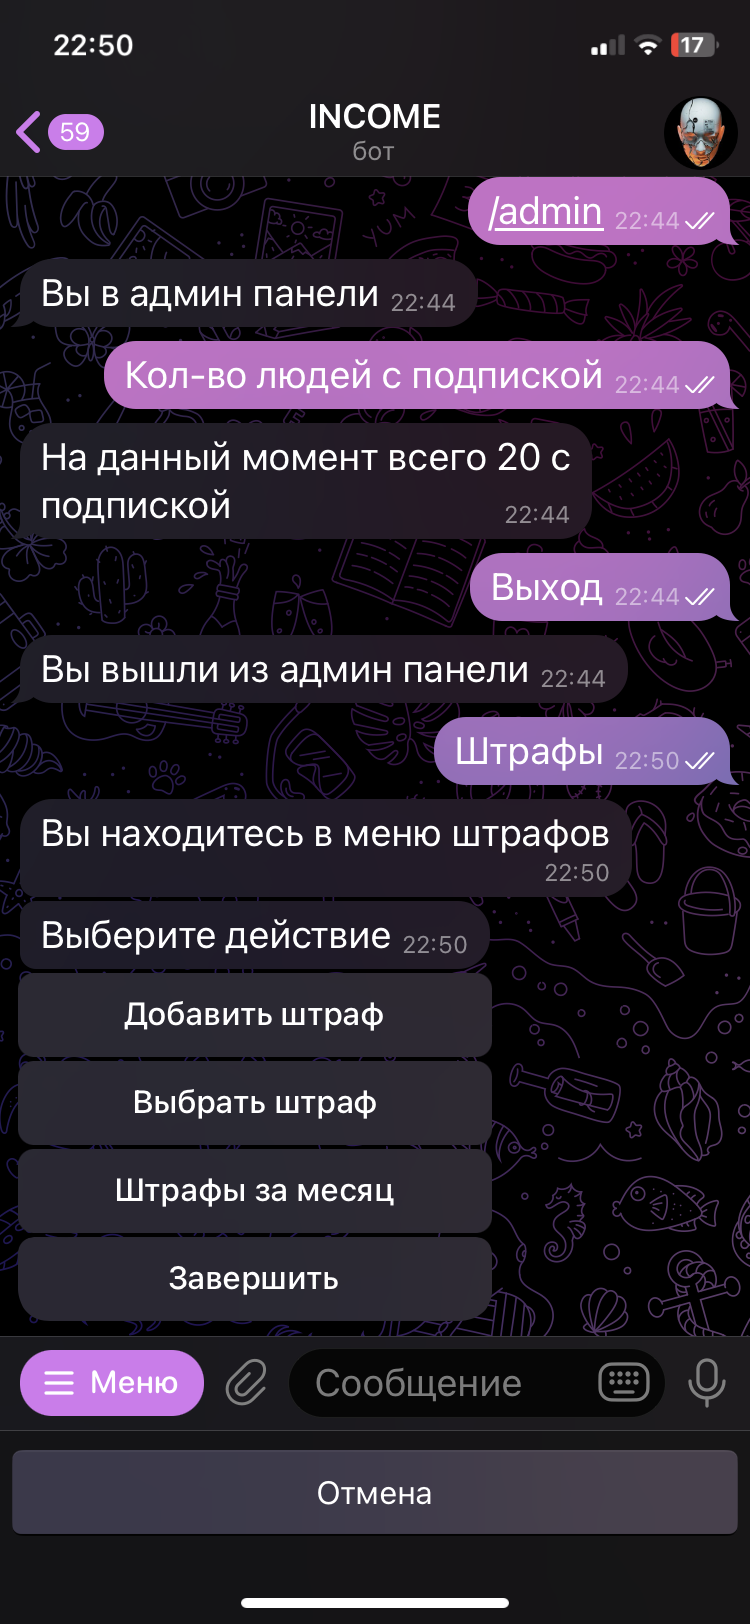 22:50
17
59
INCOME
бот
/admin 22:44
Вы в админ панели 22:44
Кол-во людей с подпиской 22:44
На данный момент всего 20 с
подпиской 22:44
Выход 22:44
Вы вышли из админ панели 22:44
Штрафы 22:50
Вы находитесь в меню штрафов
22:50
Выберите действие 22:50
Добавить штраф
Выбрать штраф
Штрафы за месяц
Завершить
Меню
Сообщение
Отмена